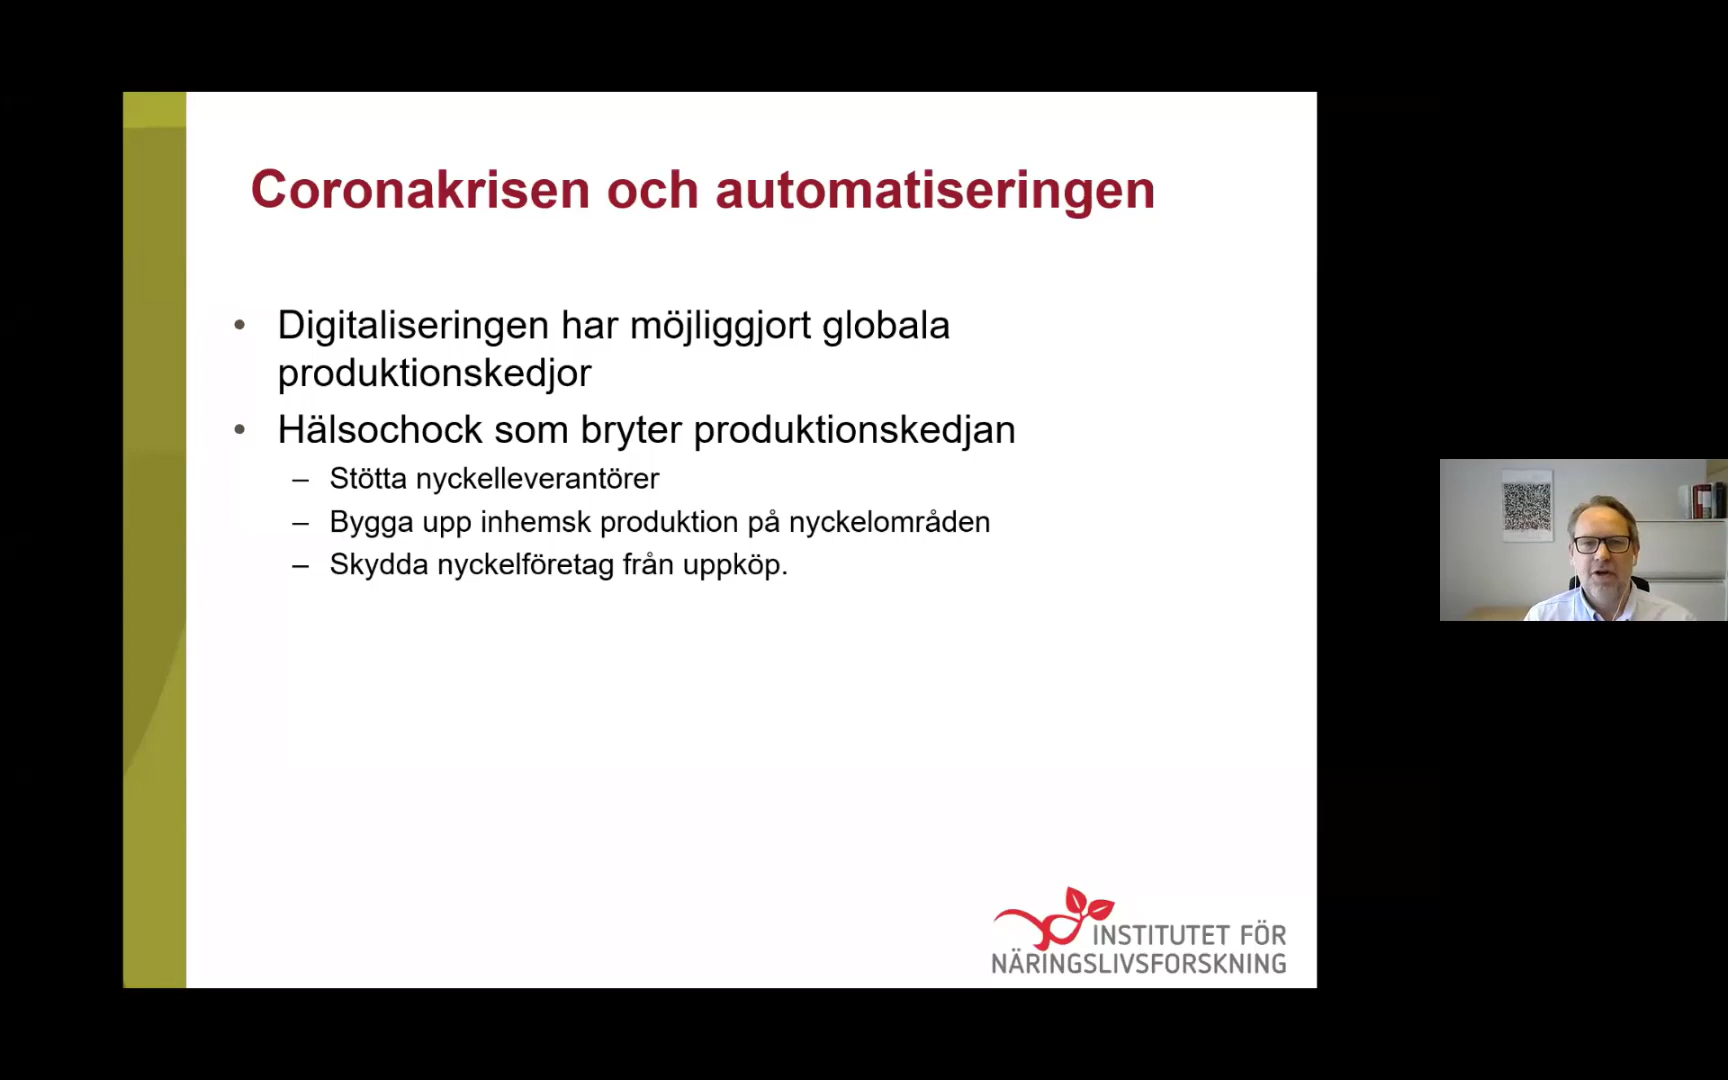 Coronakrisen och automatiseringen
• Digitaliseringen har möjliggjort globala
produktionskedjor
• Hälsochock som bryter produktionskedjan
– Stötta nyckelleverantörer
– Bygga upp inhemsk produktion på nyckelområden
– Skydda nyckelföretag från uppköp.
INSTITUTET FÖR
NÄRINGSLIVSFORSKNING